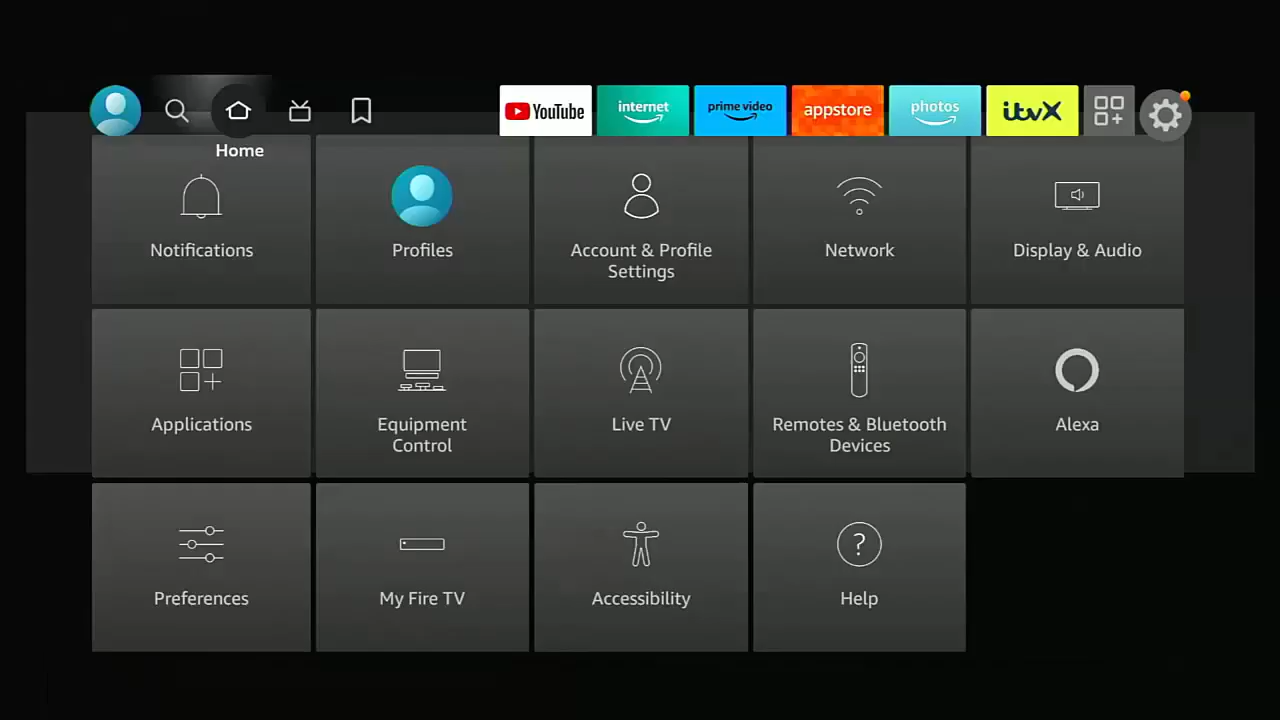 YouTube
internet
prime video
appstore
photos
itvX
Home
Notifications
Profiles
Account & Profile
Settings
Network
Display & Audio
Applications
Equipment
Control
Live TV
Remotes & Bluetooth
Devices
Alexa
Preferences
My Fire TV
Accessibility
?
Help